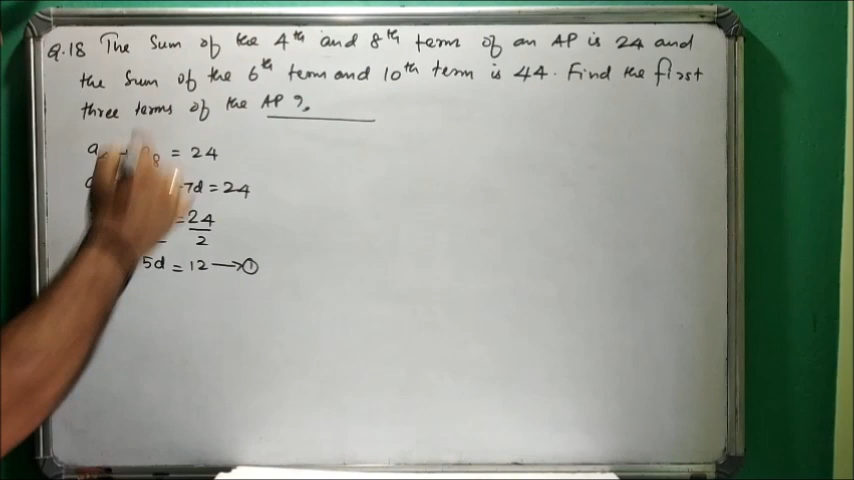 Q.18 The Sum of the 4th and 8th term of an AP is 24 and
the Sum of the 6th term and 10th term is 44. Find the first
three terms of the AP ?.
a 8 = 24
7d = 24
= 24/2
5d = 12 → ①